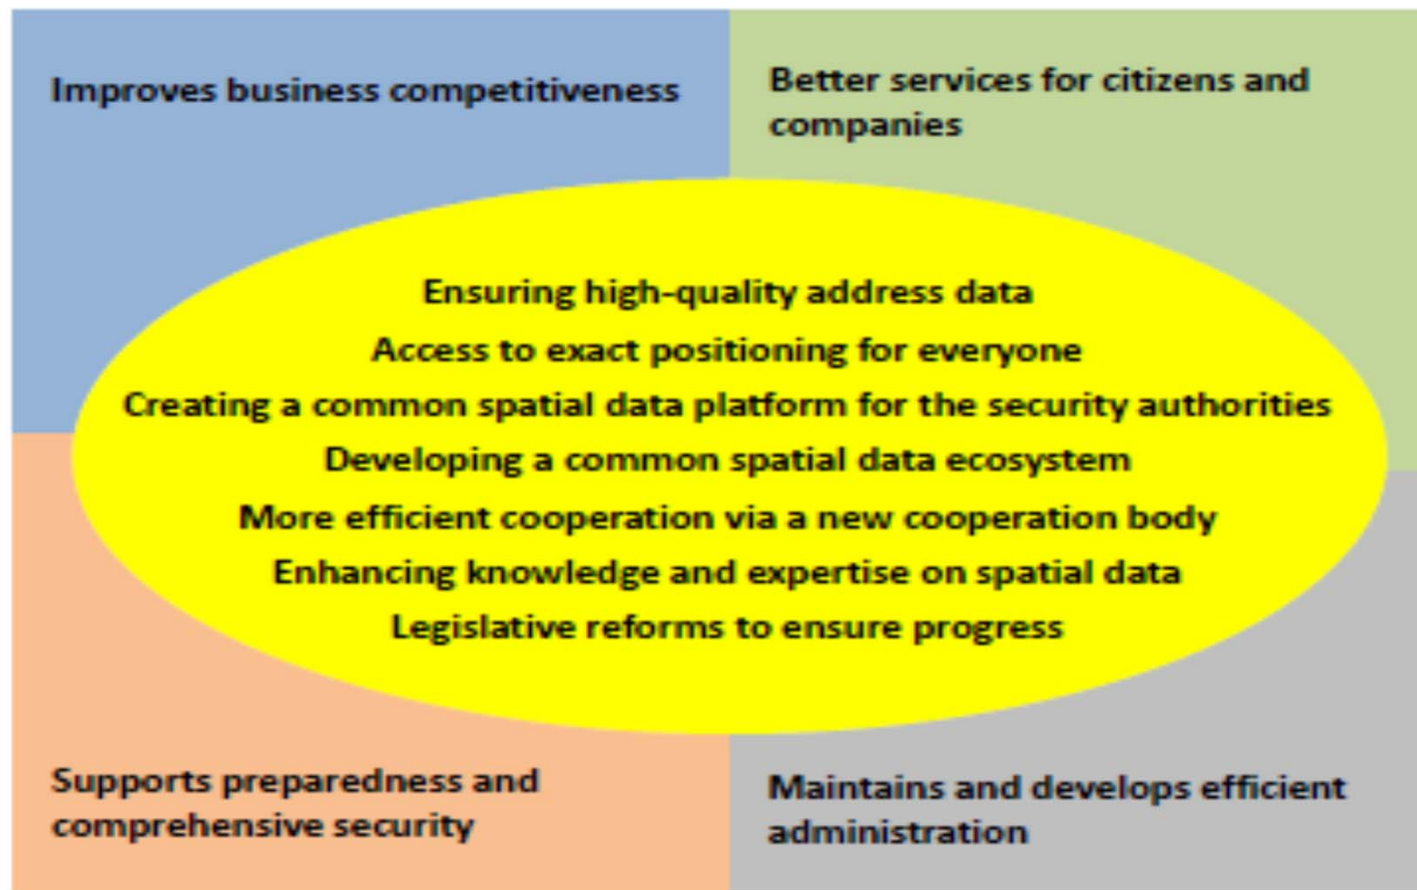 Improves business competitiveness
Better services for citizens and
companies
Ensuring high-quality address data
Access to exact positioning for everyone
Creating a common spatial data platform for the security authorities
Developing a common spatial data ecosystem
More efficient cooperation via a new cooperation body
Enhancing knowledge and expertise on spatial data
Legislative reforms to ensure progress
Supports preparedness and
comprehensive security
Maintains and develops efficient
administration